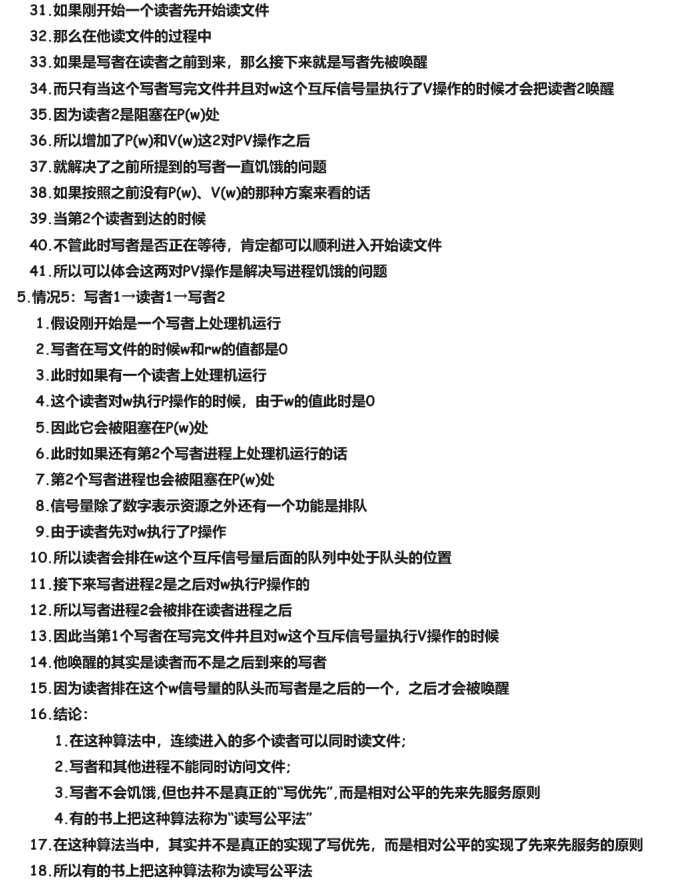 31.如果刚开始一个读者先开始读文件
32.那么在他读文件的过程中
33.如果是写者在读者之前到来，那么接下来就是写者先被唤醒
34.而只有当这个写者写完文件并且对w这个互斥信号量执行了V操作的时候才会把读者2唤醒
35.因为读者2是阻塞在P(w)处
36.所以增加了P(w)和V(w)这2对PV操作之后
37.就解决了之前所提到的写者一直饥饿的问题
38.如果按照之前没有P(w)、V(w)的那种方案来看的话
39.当第2个读者到达的时候
40.不管此时写者是否正在等待，肯定都可以顺利进入开始读文件
41.所以可以体会这两对PV操作是解决写进程饥饿的问题
5.情况5：写者1→读者1→写者2
1.假设刚开始是一个写者上处理机运行
2.写者在写文件的时候w和rw的值都是0
3.此时如果有一个读者上处理机运行
4.这个读者对w执行P操作的时候，由于w的值此时是0
5.因此它会被阻塞在P(w)处
6.此时如果还有第2个写者进程上处理机运行的话
7.第2个写者进程也会被阻塞在P(w)处
8.信号量除了数字表示资源之外还有一个功能是排队
9.由于读者先对w执行了P操作
10.所以读者会排在w这个互斥信号量后面的队列中处于队头的位置
11.接下来写者进程2是之后对w执行P操作的
12.所以写者进程2会被排在读者进程之后
13.因此当第1个写者在写完文件并且对w这个互斥信号量执行V操作的时候
14.他唤醒的其实是读者而不是之后到来的写者
15.因为读者排在这个w信号量的队头而写者是之后的一个，之后才会被唤醒
16.结论：
1.在这种算法中，连续进入的多个读者可以同时读文件;
2.写者和其他进程不能同时访问文件;
3.写者不会饥饿,但也并不是真正的“写优先”,而是相对公平的先来先服务原则
4.有的书上把这种算法称为“读写公平法”
17.在这种算法当中，其实并不是真正的实现了写优先，而是相对公平的实现了先来先服务的原则
18.所以有的书上把这种算法称为读写公平法